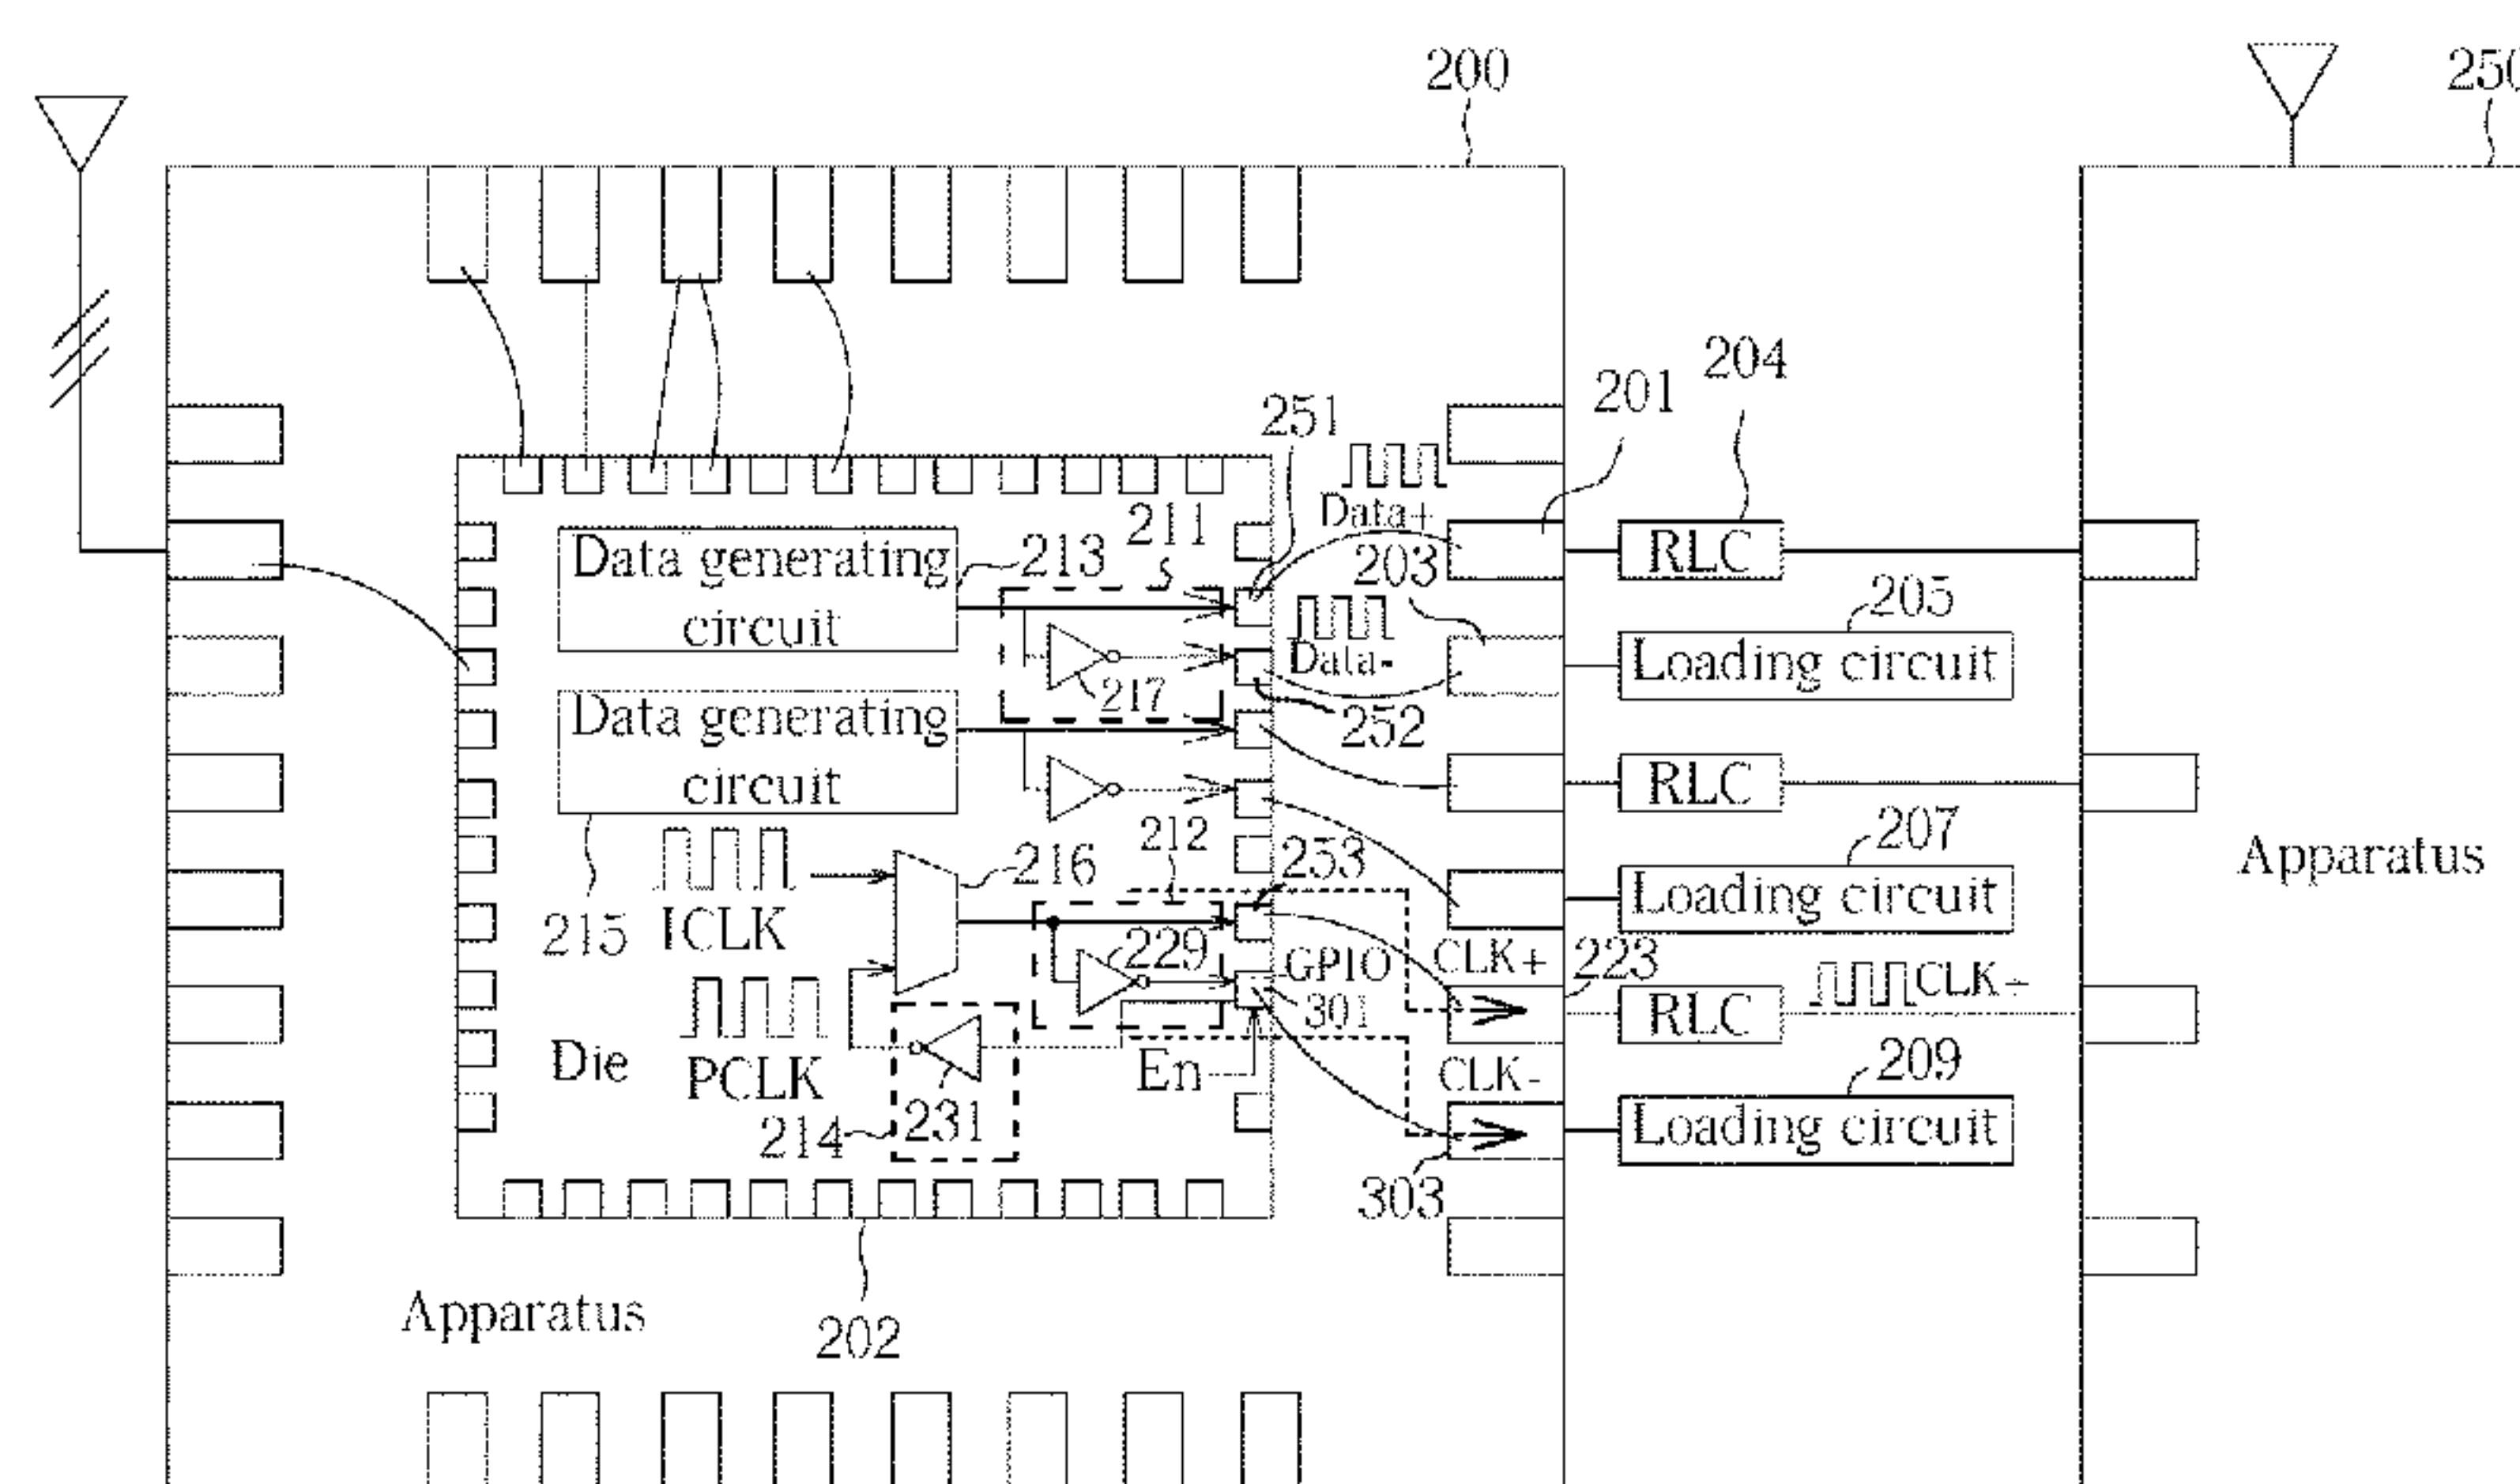 200
250
204
201
251
Data+
211
Data generating
circuit
213
203
RLC
205
Data-
Loading circuit
217
252
Data generating
circuit
RLC
212
253
207
Apparatus
216
Loading circuit
215
ICLK
229
GPIO
CLK+
223
CLK+
301
RLC
Die
PCLK
En
CLK-
209
214
231
Loading circuit
303
Apparatus
202